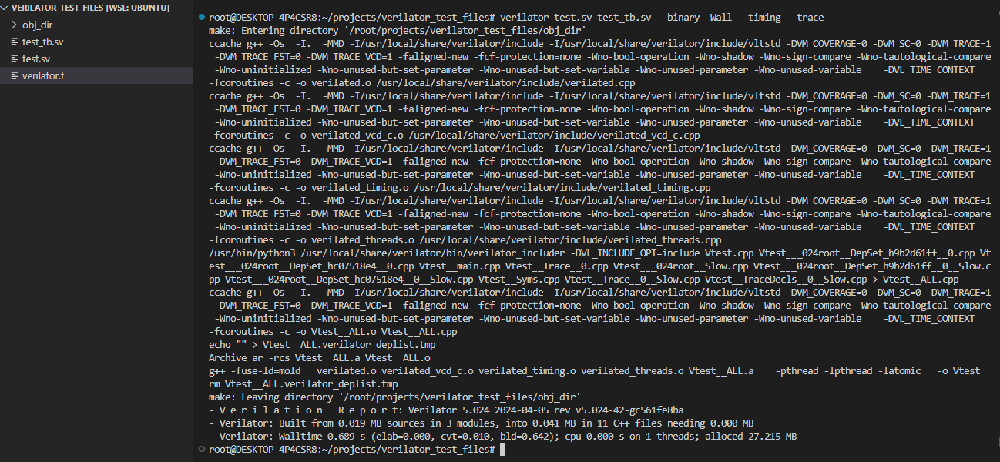 VERILATOR_TEST_FILES [WSL: UBUNTU]
obj_dir
test_tb.sv
test.sv
verilator.f
root@DESKTOP-4P4CSR8:~/projects/verilator_test_files# verilator test.sv test_tb.sv --binary -Wall --timing --trace
make: Entering directory '/root/projects/verilator_test_files/obj_dir'
ccache g++ -Os  -I.  -MMD -I/usr/local/share/verilator/include -I/usr/local/share/verilator/include/vltstd -DVM_COVERAGE=0 -DVM_SC=0 -DVM_TRACE=1
-DVM_TRACE_FST=0 -DVM_TRACE_VCD=1 -faligned-new -fcf-protection=none -Wno-bool-operation -Wno-shadow -Wno-sign-compare -Wno-tautological-compare
-Wno-uninitialized -Wno-unused-but-set-parameter -Wno-unused-but-set-variable -Wno-unused-parameter -Wno-unused-variable    -DVL_TIME_CONTEXT
-fcoroutines -c -o verilated.o /usr/local/share/verilator/include/verilated.cpp
ccache g++ -Os  -I.  -MMD -I/usr/local/share/verilator/include -I/usr/local/share/verilator/include/vltstd -DVM_COVERAGE=0 -DVM_SC=0 -DVM_TRACE=1
-DVM_TRACE_FST=0 -DVM_TRACE_VCD=1 -faligned-new -fcf-protection=none -Wno-bool-operation -Wno-shadow -Wno-sign-compare -Wno-tautological-compare
-Wno-uninitialized -Wno-unused-but-set-parameter -Wno-unused-but-set-variable -Wno-unused-parameter -Wno-unused-variable    -DVL_TIME_CONTEXT
-fcoroutines -c -o verilated_vcd_c.o /usr/local/share/verilator/include/verilated_vcd_c.cpp
ccache g++ -Os  -I.  -MMD -I/usr/local/share/verilator/include -I/usr/local/share/verilator/include/vltstd -DVM_COVERAGE=0 -DVM_SC=0 -DVM_TRACE=1
-DVM_TRACE_FST=0 -DVM_TRACE_VCD=1 -faligned-new -fcf-protection=none -Wno-bool-operation -Wno-shadow -Wno-sign-compare -Wno-tautological-compare
-Wno-uninitialized -Wno-unused-but-set-parameter -Wno-unused-but-set-variable -Wno-unused-parameter -Wno-unused-variable    -DVL_TIME_CONTEXT
-fcoroutines -c -o verilated_timing.o /usr/local/share/verilator/include/verilated_timing.cpp
ccache g++ -Os  -I.  -MMD -I/usr/local/share/verilator/include -I/usr/local/share/verilator/include/vltstd -DVM_COVERAGE=0 -DVM_SC=0 -DVM_TRACE=1
-DVM_TRACE_FST=0 -DVM_TRACE_VCD=1 -faligned-new -fcf-protection=none -Wno-bool-operation -Wno-shadow -Wno-sign-compare -Wno-tautological-compare
-Wno-uninitialized -Wno-unused-but-set-parameter -Wno-unused-but-set-variable -Wno-unused-parameter -Wno-unused-variable    -DVL_TIME_CONTEXT
-fcoroutines -c -o verilated_threads.o /usr/local/share/verilator/include/verilated_threads.cpp
/usr/bin/python3 /usr/local/share/verilator/bin/verilator_includer -DVL_INCLUDE_OPT=include Vtest.cpp Vtest___024root__DepSet_h9b2d61ff__0.cpp Vt
est___024root__DepSet_hc07518e4__0.cpp Vtest__main.cpp Vtest__Trace__0.cpp Vtest___024root__Slow.cpp Vtest___024root__DepSet_h9b2d61ff__0__Slow.c
pp Vtest___024root__DepSet_hc07518e4__0__Slow.cpp Vtest__Syms.cpp Vtest__Trace__0__Slow.cpp Vtest__TraceDecls__0__Slow.cpp > Vtest__ALL.cpp
ccache g++ -Os  -I.  -MMD -I/usr/local/share/verilator/include -I/usr/local/share/verilator/include/vltstd -DVM_COVERAGE=0 -DVM_SC=0 -DVM_TRACE=1
-DVM_TRACE_FST=0 -DVM_TRACE_VCD=1 -faligned-new -fcf-protection=none -Wno-bool-operation -Wno-shadow -Wno-sign-compare -Wno-tautological-compare
-Wno-uninitialized -Wno-unused-but-set-parameter -Wno-unused-but-set-variable -Wno-unused-parameter -Wno-unused-variable    -DVL_TIME_CONTEXT
-fcoroutines -c -o Vtest__ALL.o Vtest__ALL.cpp
echo "" > Vtest__ALL.verilator_deplist.tmp
Archive ar -rcs Vtest__ALL.a Vtest__ALL.o
g++ -fuse-ld=mold   verilated.o verilated_vcd_c.o verilated_timing.o verilated_threads.o Vtest__ALL.a    -pthread -lpthread -latomic   -o Vtest
rm Vtest__ALL.verilator_deplist.tmp
make: Leaving directory '/root/projects/verilator_test_files/obj_dir'
- V e r i l a t i o n   R e p o r t: Verilator 5.024 2024-04-05 rev v5.024-42-gc561fe8ba
- Verilator: Built from 0.019 MB sources in 3 modules, into 0.041 MB in 11 C++ files needing 0.000 MB
- Verilator: Walltime 0.689 s (elab=0.000, cvt=0.010, bld=0.642); cpu 0.000 s on 1 threads; alloced 27.215 MB
root@DESKTOP-4P4CSR8:~/projects/verilator_test_files#